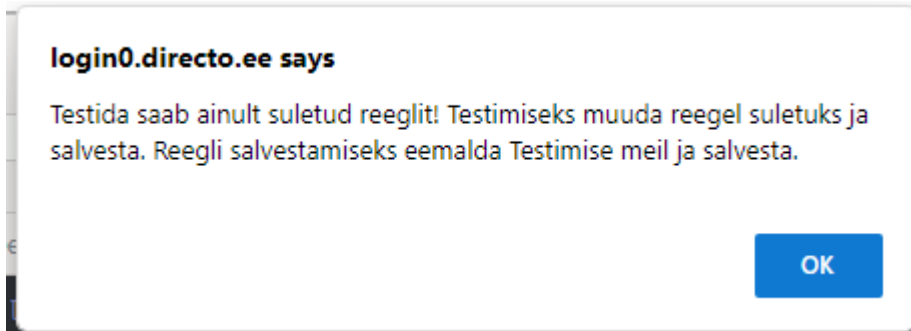 login0.directo.ee says
Testida saab ainult suletud reeglit! Testimiseks muuda reegel suletuks ja
salvesta. Reegli salvestamiseks eemalda Testimise meil ja salvesta.
OK